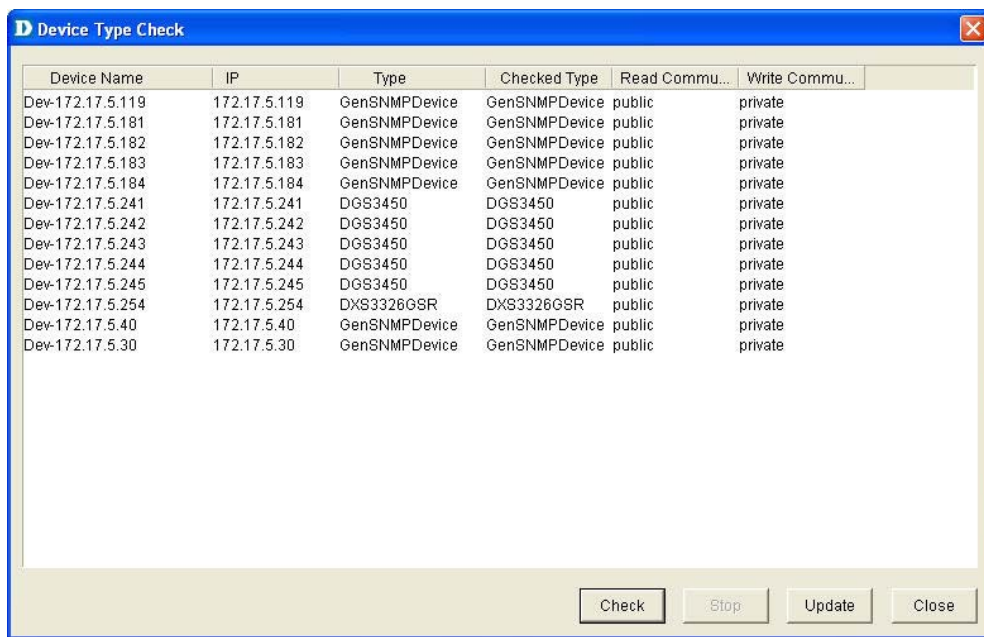 D Device Type Check
Device Name IP Type Checked Type Read Commu... Write Commu...
Dev-172.17.5.119 172.17.5.119 GenSNMPDevice GenSNMPDevice public private
Dev-172.17.5.181 172.17.5.181 GenSNMPDevice GenSNMPDevice public private
Dev-172.17.5.182 172.17.5.182 GenSNMPDevice GenSNMPDevice public private
Dev-172.17.5.183 172.17.5.183 GenSNMPDevice GenSNMPDevice public private
Dev-172.17.5.184 172.17.5.184 GenSNMPDevice GenSNMPDevice public private
Dev-172.17.5.241 172.17.5.241 DGS3450 DGS3450 public private
Dev-172.17.5.242 172.17.5.242 DGS3450 DGS3450 public private
Dev-172.17.5.243 172.17.5.243 DGS3450 DGS3450 public private
Dev-172.17.5.244 172.17.5.244 DGS3450 DGS3450 public private
Dev-172.17.5.245 172.17.5.245 DGS3450 DGS3450 public private
Dev-172.17.5.254 172.17.5.254 DXS3326GSR DXS3326GSR public private
Dev-172.17.5.40 172.17.5.40 GenSNMPDevice GenSNMPDevice public private
Dev-172.17.5.30 172.17.5.30 GenSNMPDevice GenSNMPDevice public private
Check Stop Update Close